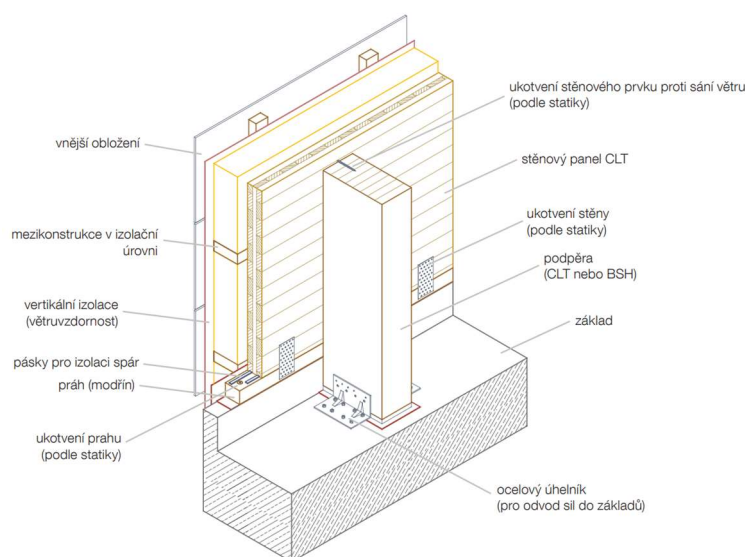 ukotvení stěnového prvku proti sání větru
(podle statiky)
vnější obložení
stěnový panel CLT
ukotvení stěny
(podle statiky)
mezikonstrukce v izolační
úrovni
podpěra
(CLT nebo BSH)
vertikální izolace
(větruvzdornost)
základ
pásky pro izolaci spár
práh (modřín)
ukotvení prahu
(podle statiky)
ocelový úhelník
(pro odvod sil do základů)